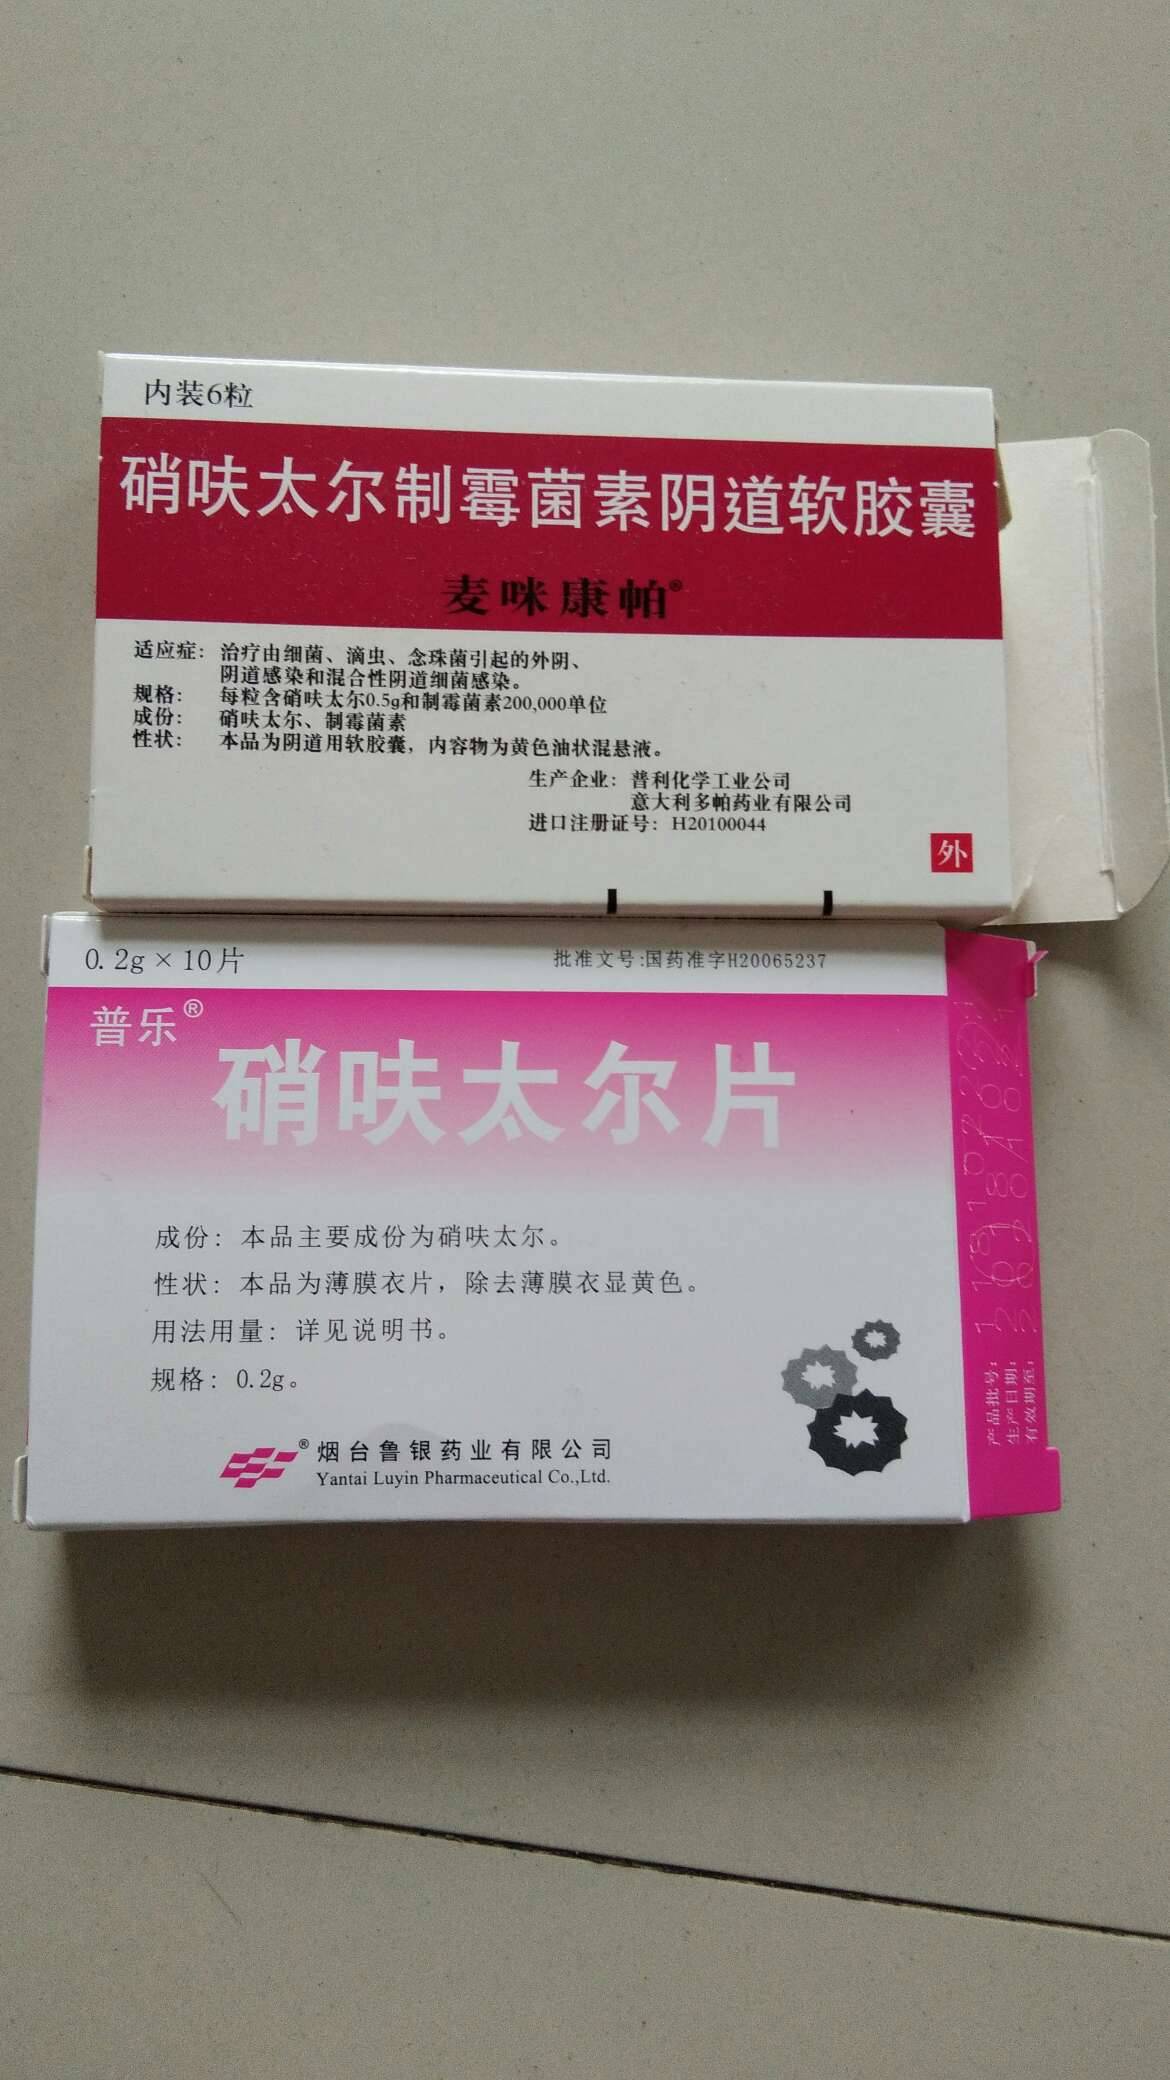 内装6粒
硝呋太尔制霉菌素阴道软胶囊
麦咪康帕®
适应症：治疗由细菌、滴虫、念珠菌引起的外阴、
阴道感染和混合性阴道细菌感染。
规格：每粒含硝呋太尔0.5g和制霉菌素200,000单位
成份：硝呋太尔、制霉菌素
性状：本品为阴道用软胶囊，内容物为黄色油状混悬液。
生产企业：普利化学工业公司
意大利多帕药业有限公司
进口注册证号：H20100044
外
0.2g×10片
批准文号:国药准字H20065237
普乐®
硝呋太尔片
成份：本品主要成份为硝呋太尔。
性状：本品为薄膜衣片，除去薄膜衣显黄色。
用法用量：详见说明书。
规格：0.2g。
®烟台鲁银药业有限公司
Yantai Luyin Pharmaceutical Co.,Ltd.
产品批号：
生产日期：
有效期至：